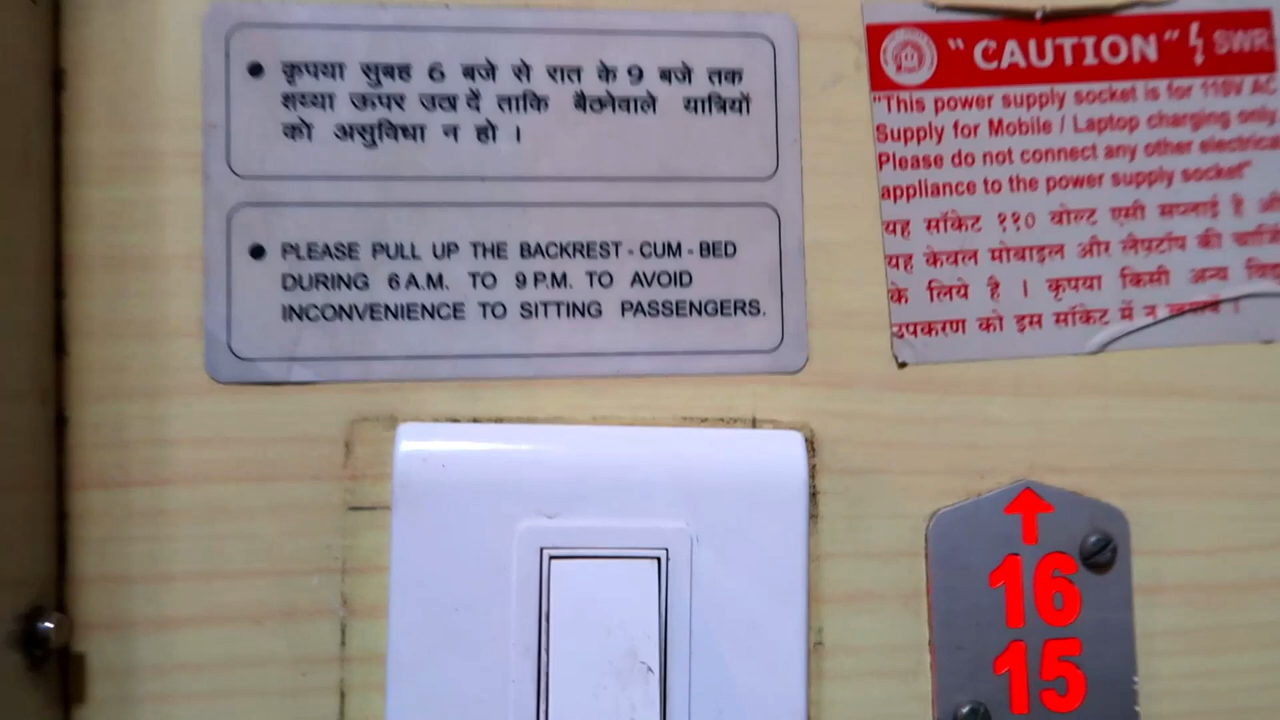 ● कृपया सुबह 6 बजे से रात के 9 बजे तक
शय्या ऊपर उठा दें ताकि बैठनेवाले यात्रियों
को असुविधा न हो ।
● PLEASE PULL UP THE BACKREST - CUM - BED
DURING 6 A.M. TO 9 P.M. TO AVOID
INCONVENIENCE TO SITTING PASSENGERS.
"CAUTION" SWR
"This power supply socket is for 110V AC
Supply for Mobile / Laptop charging only
Please do not connect any other electrical
appliance to the power supply socket"
यह सॉकेट ११० वोल्ट एसी सप्लाई है
यह केवल मोबाइल और लैपटॉप की
के लिये है । कृपया किसी अन्य
उपकरण को इस सॉकेट में न
16
15